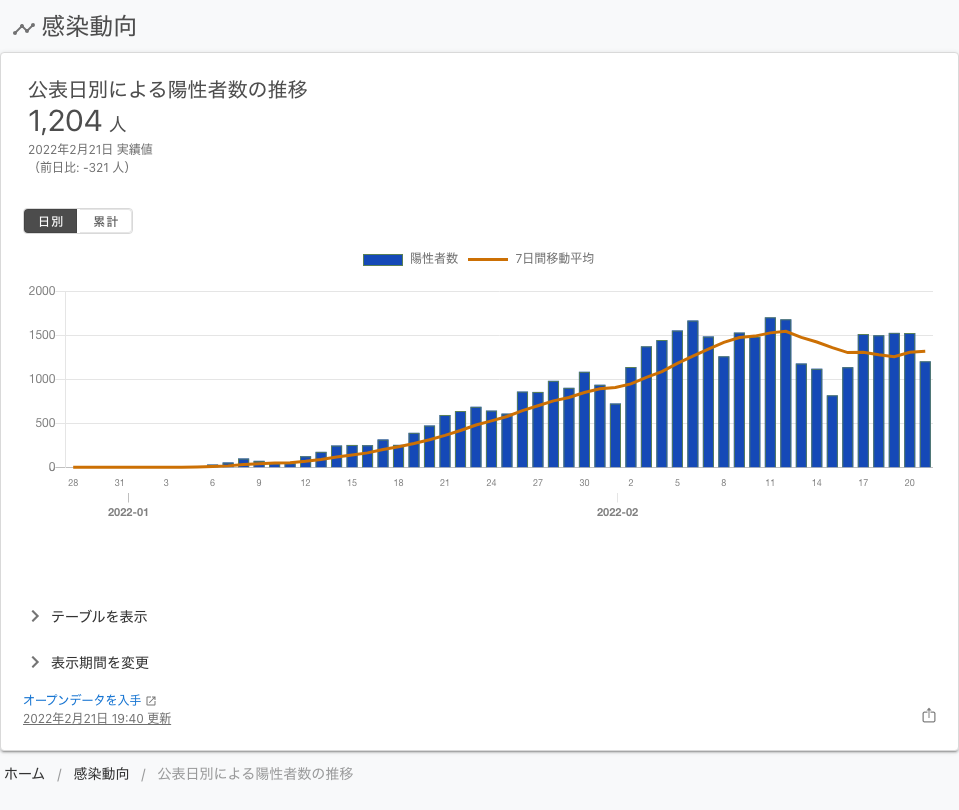 感染動向
公表日別による陽性者数の推移
1,204 人
2022年2月21日 実績値
（前日比: -321 人）
日別 累計
陽性者数 7日間移動平均
2000
1500
1000
500
0
28 31 3 6 9 12 15 18 21 24 27 30 2 5 8 11 14 17 20
2022-01 2022-02
テーブルを表示
表示期間を変更
オープンデータを入手
2022年2月21日 19:40 更新
ホーム / 感染動向 / 公表日別による陽性者数の推移